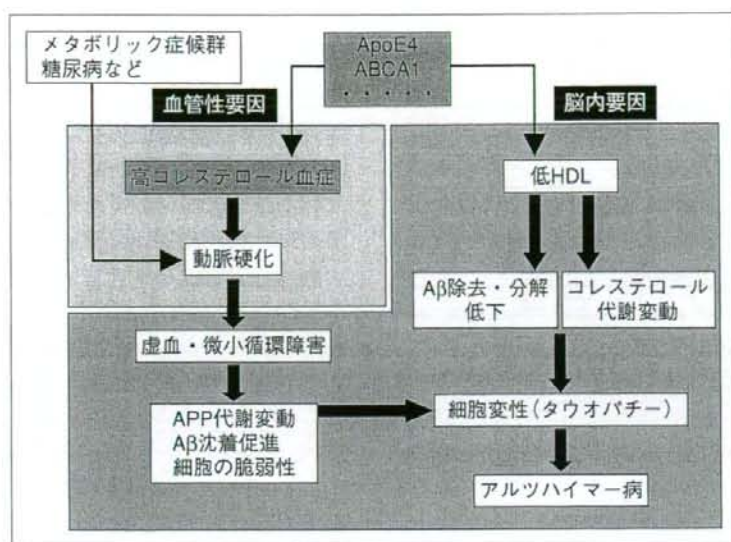 メタボリック症候群
糖尿病など
ApoE4
ABCA1
・・・・・
血管性要因
脳内要因
高コレステロール血症
低HDL
動脈硬化
Aβ除去・分解
低下
コレステロール
代謝変動
虚血・微小循環障害
APP代謝変動
Aβ沈着促進
細胞の脆弱性
細胞変性(タウオパチー)
アルツハイマー病